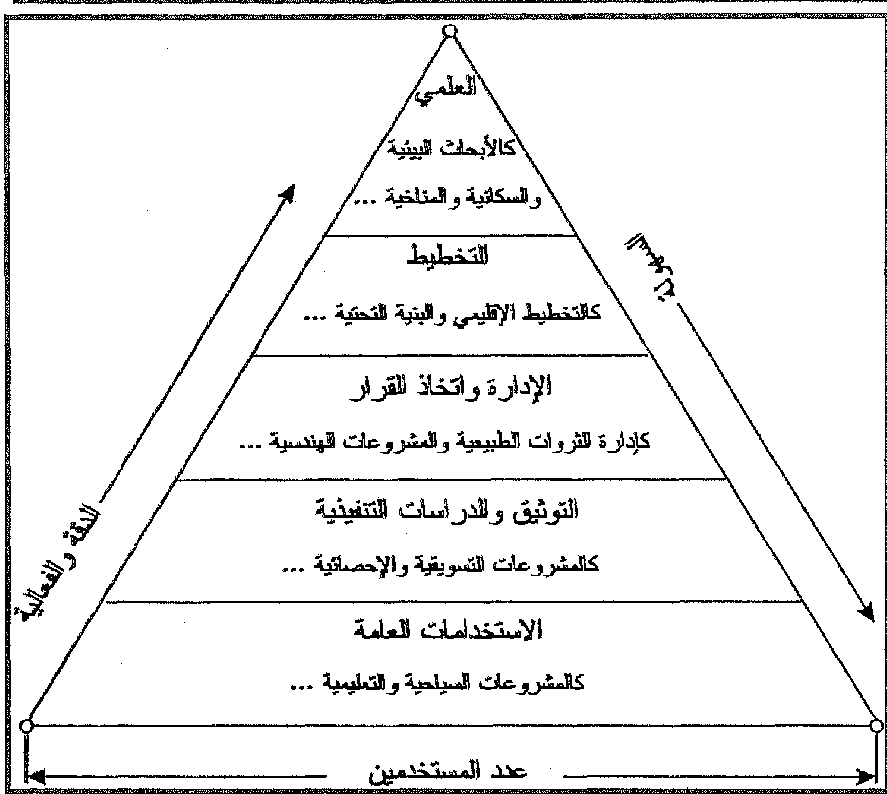 العلمي
كالأبحاث البيئية
والسكانية والمناخية ...
السهولة
التخطيط
كالتخطيط الإقليمي والبنية التحتية ...
الإدارة واتخاذ القرار
كإدارة الثروات الطبيعية والمشروعات الهندسية ...
الدقة والفعالية
التوثيق والدراسات التنفيذية
كالمشروعات التسويقية والإحصائية ...
الاستخدامات العامة
كالمشروعات السياحية والتعليمية ...
عدد المستخدمين